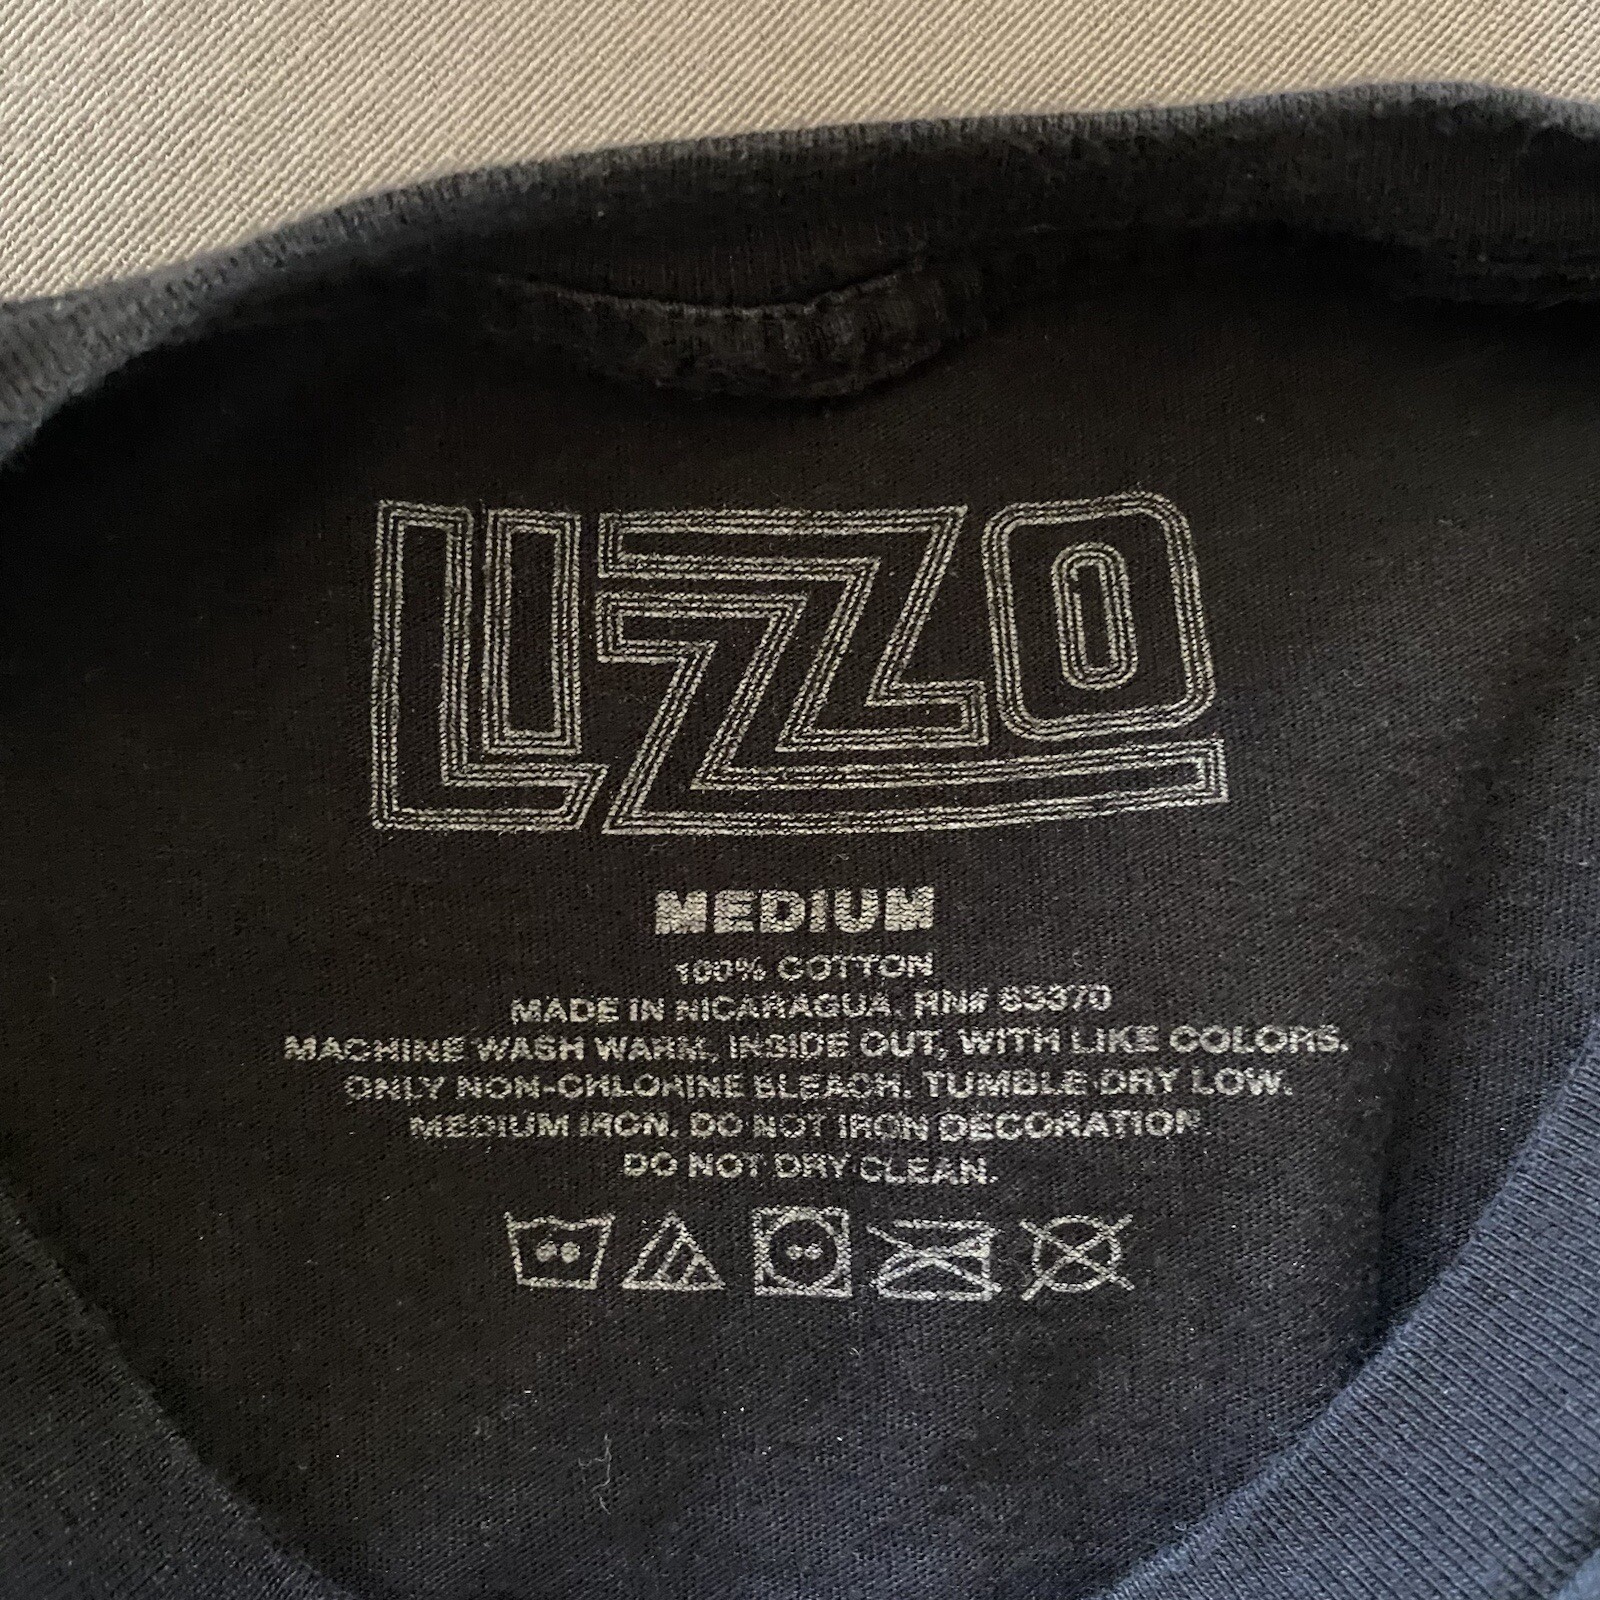 LIZZO
MEDIUM
100% COTTON
MADE IN NICARAGUA. RN# 83370
MACHINE WASH WARM, INSIDE OUT, WITH LIKE COLORS.
ONLY NON-CHLORINE BLEACH. TUMBLE DRY LOW.
MEDIUM IRON. DO NOT IRON DECORATION.
DO NOT DRY CLEAN.